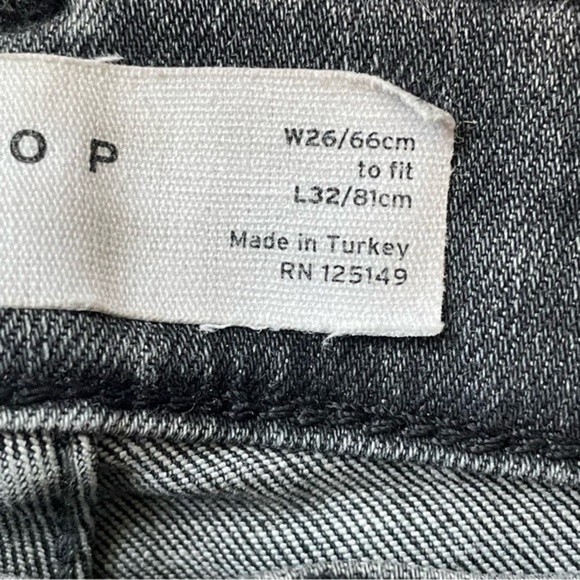 O P
W26/66cm
to fit
L32/81cm
Made in Turkey
RN 125149